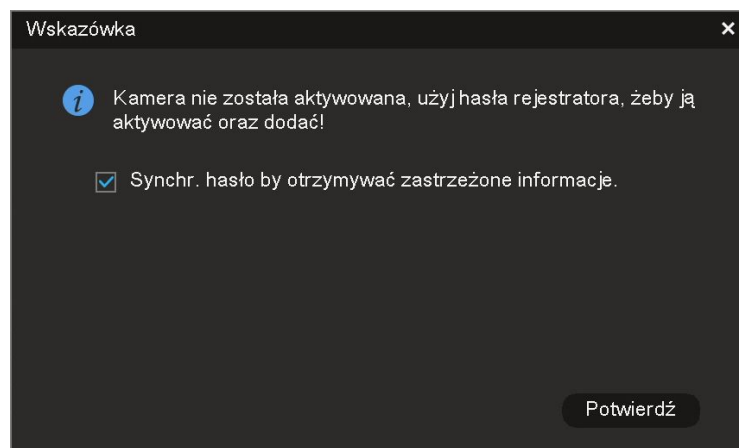 Wskazówka
Kamera nie została aktywowana, użyj hasła rejestratora, żeby ją
aktywować oraz dodać!
Synchr. hasło by otrzymywać zastrzeżone informacje.
Potwierdź